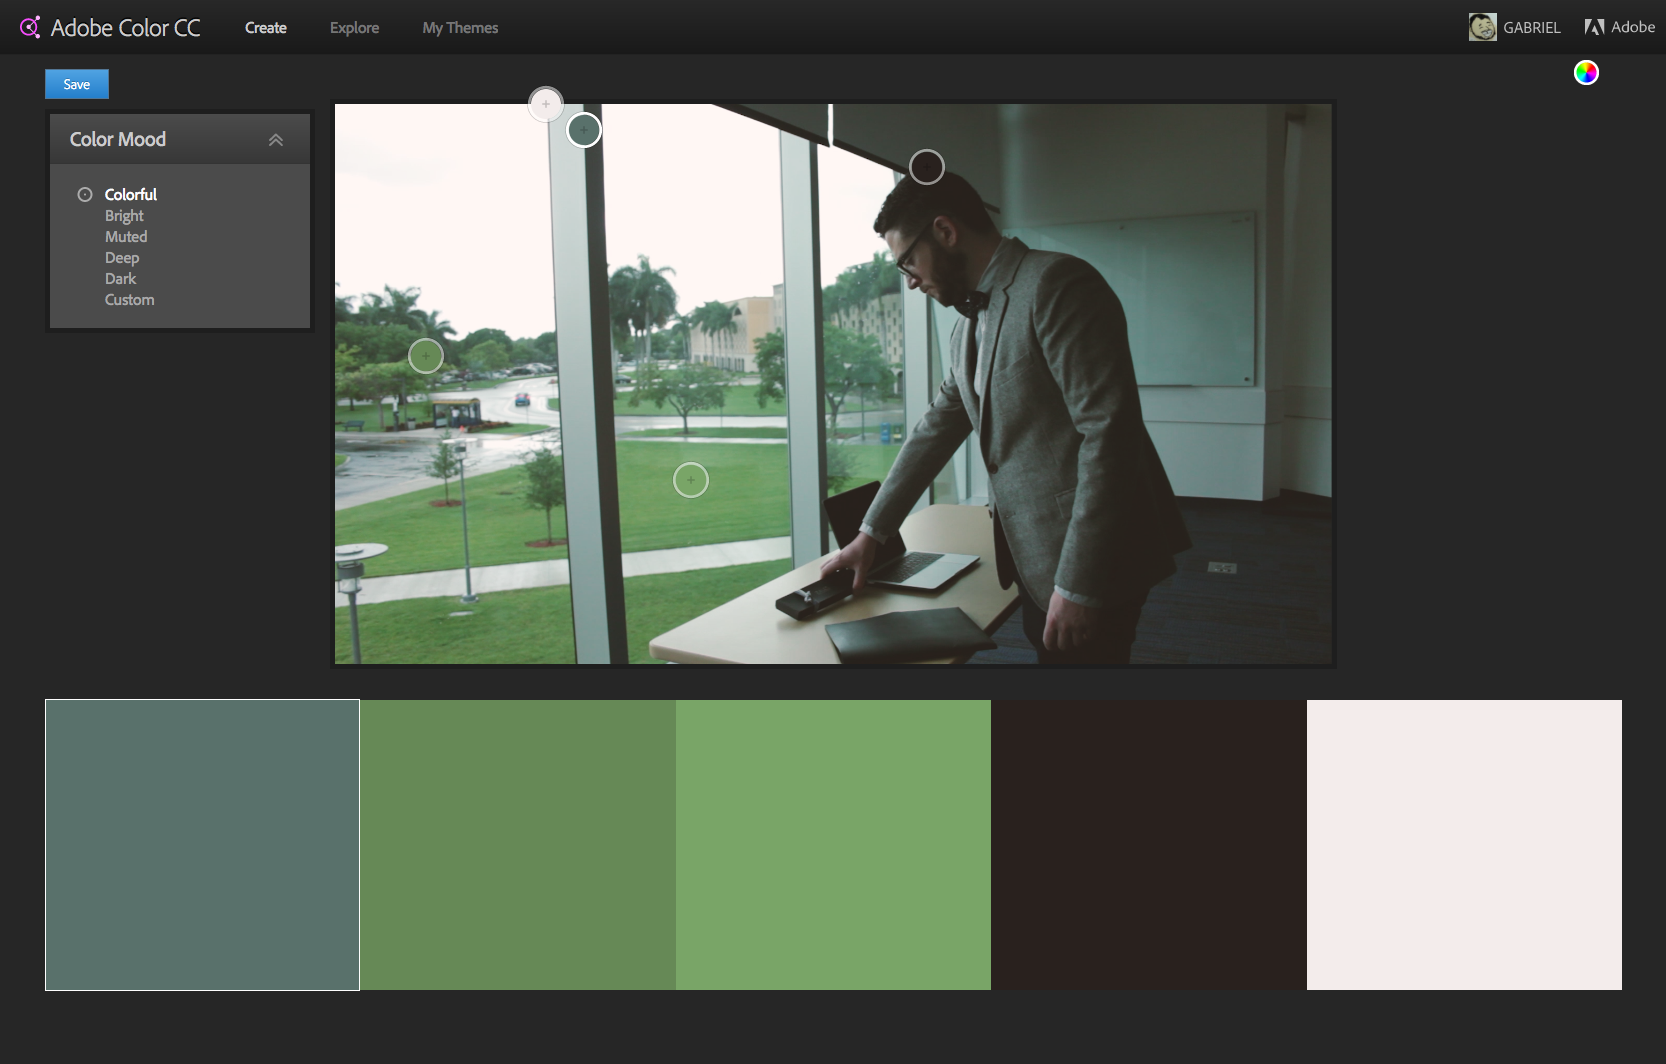 Adobe Color CC
Create
Explore
My Themes
GABRIEL
Adobe
Save
Color Mood
Colorful
Bright
Muted
Deep
Dark
Custom